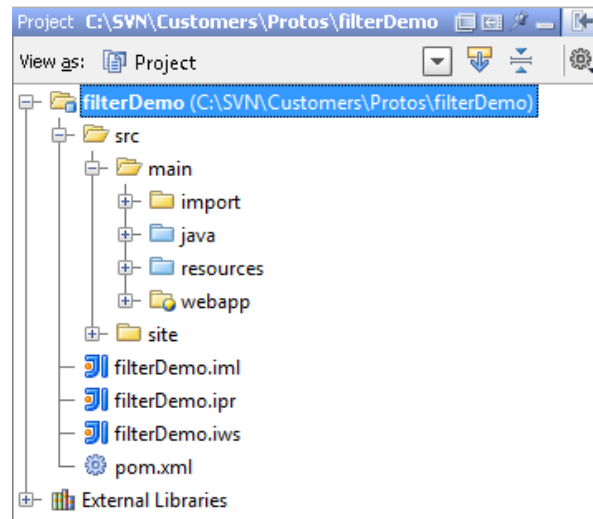 Project C:\SVN\Customers\Protos\filterDemo
View as: Project
filterDemo (C:\SVN\Customers\Protos\filterDemo)
src
main
import
java
resources
webapp
site
filterDemo.iml
filterDemo.ipr
filterDemo.iws
pom.xml
External Libraries